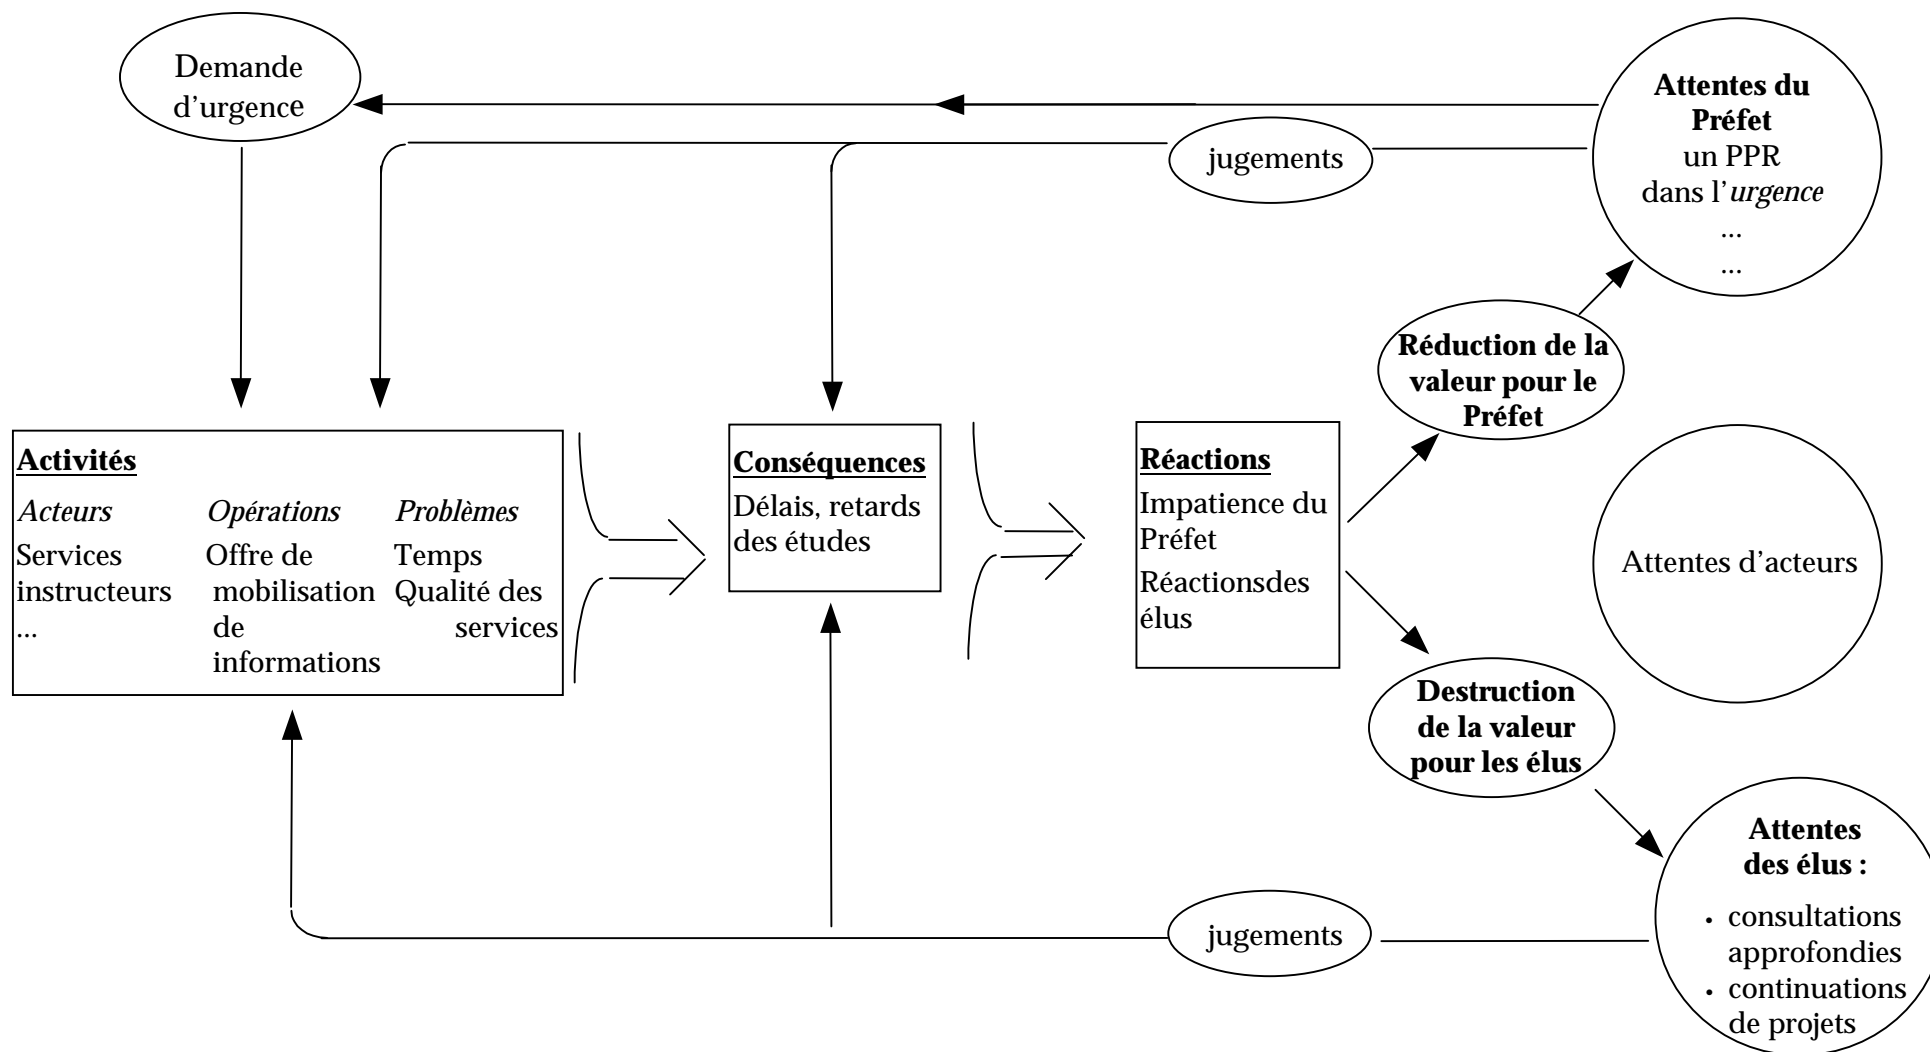 Demande
d'urgence
jugements
Attentes du
Préfet
un PPR
dans l'urgence
...
...
Réduction de la
valeur pour le
Préfet
Activités
Acteurs
Services
instructeurs
...
Opérations
Offre de
mobilisation
de
informations
Problèmes
Temps
Qualité des
services
Conséquences
Délais, retards
des études
Réactions
Impatience du
Préfet
Réactionsdes
élus
Attentes d'acteurs
Destruction
de la valeur
pour les élus
jugements
Attentes
des élus :
• consultations
approfondies
• continuations
de projets